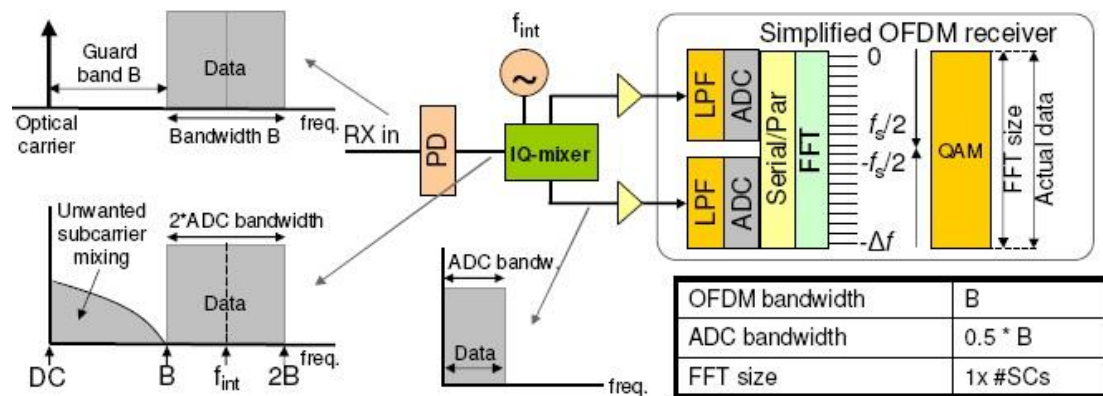 Guard
band B
Data
Optical
carrier
Bandwidth B
freq.
RX in
PD
f_int
~
IQ-mixer
Simplified OFDM receiver
LPF
ADC
LPF
ADC
Serial/Par
FFT
0
f_s/2
-f_s/2
-Δf
QAM
FFT size
Actual data
Unwanted
subcarrier
mixing
2*ADC bandwidth
Data
freq.
DC
B
f_int
2B
ADC bandw.
Data
freq.
OFDM bandwidth B
ADC bandwidth 0.5 * B
FFT size 1x #SCs